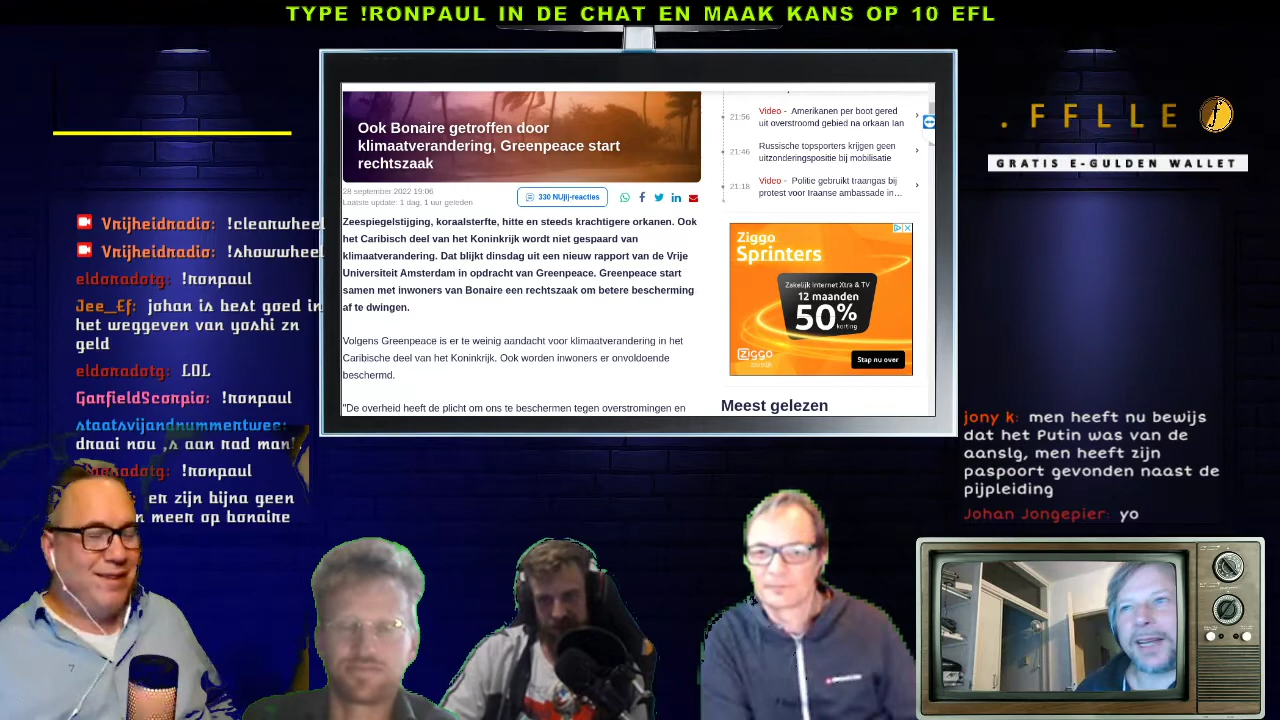 TYPE !RONPAUL IN DE CHAT EN MAAK KANS OP 10 EFL
Vrijheidradio: !clearwheel
Vrijheidradio: !showwheel
eldoradotg: !ronpaul
Jee_Ef: johan is best goed in
het weggeven van yoshi zn
geld
eldoradotg: LOL
GarfieldScorpio: !ronpaul
staatsvijandnummertwee:
draai nou ,s aan rad man!
!ronpaul
er zijn bijna geen
meer op bonaire
Ook Bonaire getroffen door
klimaatverandering, Greenpeace start
rechtszaak
28 september 2022 19:06
Laatste update: 1 dag, 1 uur geleden
330 NUjij-reacties
Zeespiegelstijging, koraalsterfte, hitte en steeds krachtigere orkanen. Ook
het Caribisch deel van het Koninkrijk wordt niet gespaard van
klimaatverandering. Dat blijkt dinsdag uit een nieuw rapport van de Vrije
Universiteit Amsterdam in opdracht van Greenpeace. Greenpeace start
samen met inwoners van Bonaire een rechtszaak om betere bescherming
af te dwingen.
Volgens Greenpeace is er te weinig aandacht voor klimaatverandering in het
Caribische deel van het Koninkrijk. Ook worden inwoners er onvoldoende
beschermd.
"De overheid heeft de plicht om ons te beschermen tegen overstromingen en
21:56 Video - Amerikanen per boot gered
uit overstroomd gebied na orkaan Ian
21:46 Russische topsporters krijgen geen
uitzonderingspositie bij mobilisatie
21:18 Video - Politie gebruikt traangas bij
protest voor Iraanse ambassade in…
Ziggo
Sprinters
Zakelijk Internet Xtra & TV
12 maanden
50% korting
Ziggo
zakelijk
Stap nu over
Meest gelezen
. F F L L E
GRATIS E-GULDEN WALLET
jony k: men heeft nu bewijs
dat het Putin was van de
aanslg, men heeft zijn
paspoort gevonden naast de
pijpleiding
Johan Jongepier: yo